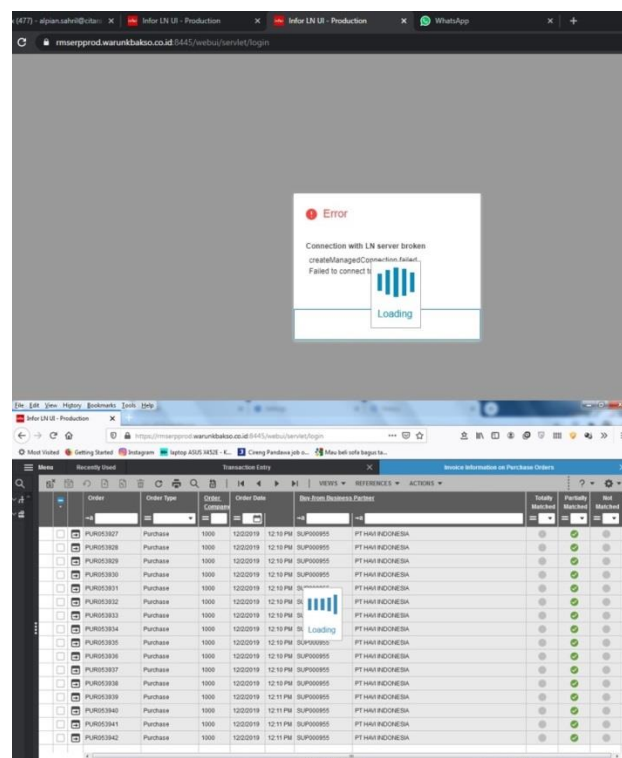 (477) - alpian.sahril@citar
Infor LN UI - Production
Infor LN UI - Production
WhatsApp
rmserpprod.warunkbakso.co.id:8445/webui/servlet/login
Error
Connection with LN server broken
createManagedConnection failed
Failed to connect t
Loading
File Edit View History Bookmarks Tools Help
Infor LN UI - Production
https://rmserpprod.warunkbakso.co.id:8445/webui/servlet/login
Most Visited Getting Started Instagram laptop ASUS i4S2E - K... Cireng Pandawa job o... Mau beli sofa bagus ta...
Menu Recently Used Transaction Entry Invoice Information on Purchase Orders
VIEWS REFERENCES ACTIONS
Order Order Type Order Company Order Date Buy-from Business Partner Totally Matched Partially Matched Not Matched
PUR053927 Purchase 1000 12/2/2019 12:10 PM SUP000955 PT HAVI INDONESIA
PUR053928 Purchase 1000 12/2/2019 12:10 PM SUP000955 PT HAVI INDONESIA
PUR053929 Purchase 1000 12/2/2019 12:10 PM SUP000955 PT HAVI INDONESIA
PUR053930 Purchase 1000 12/2/2019 12:10 PM SUP000955 PT HAVI INDONESIA
PUR053931 Purchase 1000 12/2/2019 12:10 PM PT HAVI INDONESIA
PUR053932 Purchase 1000 12/2/2019 12:10 PM PT HAVI INDONESIA
PUR053933 Purchase 1000 12/2/2019 12:10 PM PT HAVI INDONESIA
PUR053934 Purchase 1000 12/2/2019 12:10 PM Loading PT HAVI INDONESIA
PUR053935 Purchase 1000 12/2/2019 12:10 PM SUP000955 PT HAVI INDONESIA
PUR053936 Purchase 1000 12/2/2019 12:10 PM SUP000955 PT HAVI INDONESIA
PUR053937 Purchase 1000 12/2/2019 12:10 PM SUP000955 PT HAVI INDONESIA
PUR053938 Purchase 1000 12/2/2019 12:10 PM SUP000955 PT HAVI INDONESIA
PUR053939 Purchase 1000 12/2/2019 12:11 PM SUP000955 PT HAVI INDONESIA
PUR053940 Purchase 1000 12/2/2019 12:11 PM SUP000955 PT HAVI INDONESIA
PUR053941 Purchase 1000 12/2/2019 12:11 PM SUP000955 PT HAVI INDONESIA
PUR053942 Purchase 1000 12/2/2019 12:11 PM SUP000955 PT HAVI INDONESIA